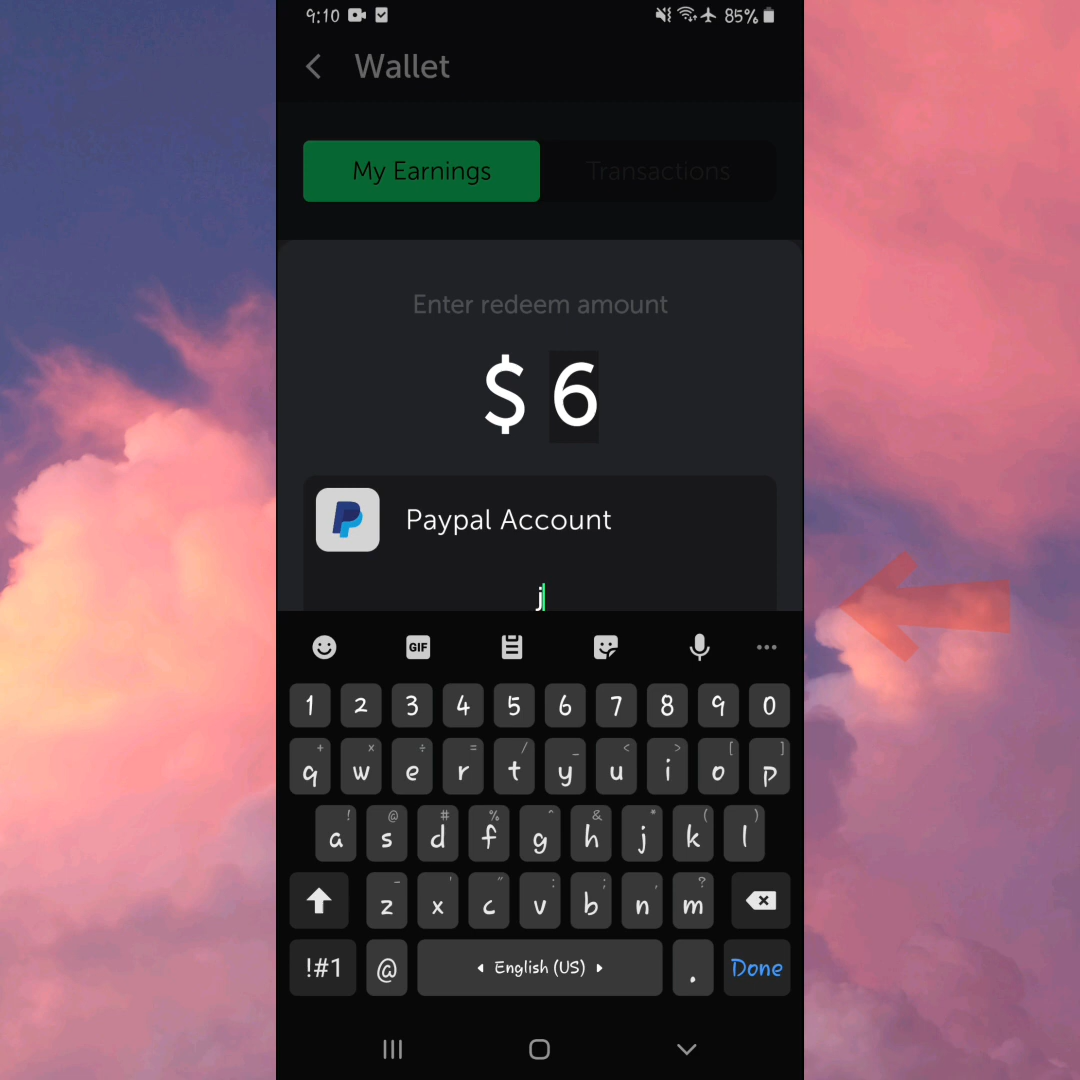 9:10 85%
Wallet
My Earnings Transactions
Enter redeem amount
$ 6
Paypal Account
j
GIF
1 2 3 4 5 6 7 8 9 0
+ × ÷ = / _ < > [ ]
q w e r t y u i o p
! @ # % ^ & * ( )
a s d f g h j k l
- ' " : ; , ?
z x c v b n m
!#1 @ English (US) . Done